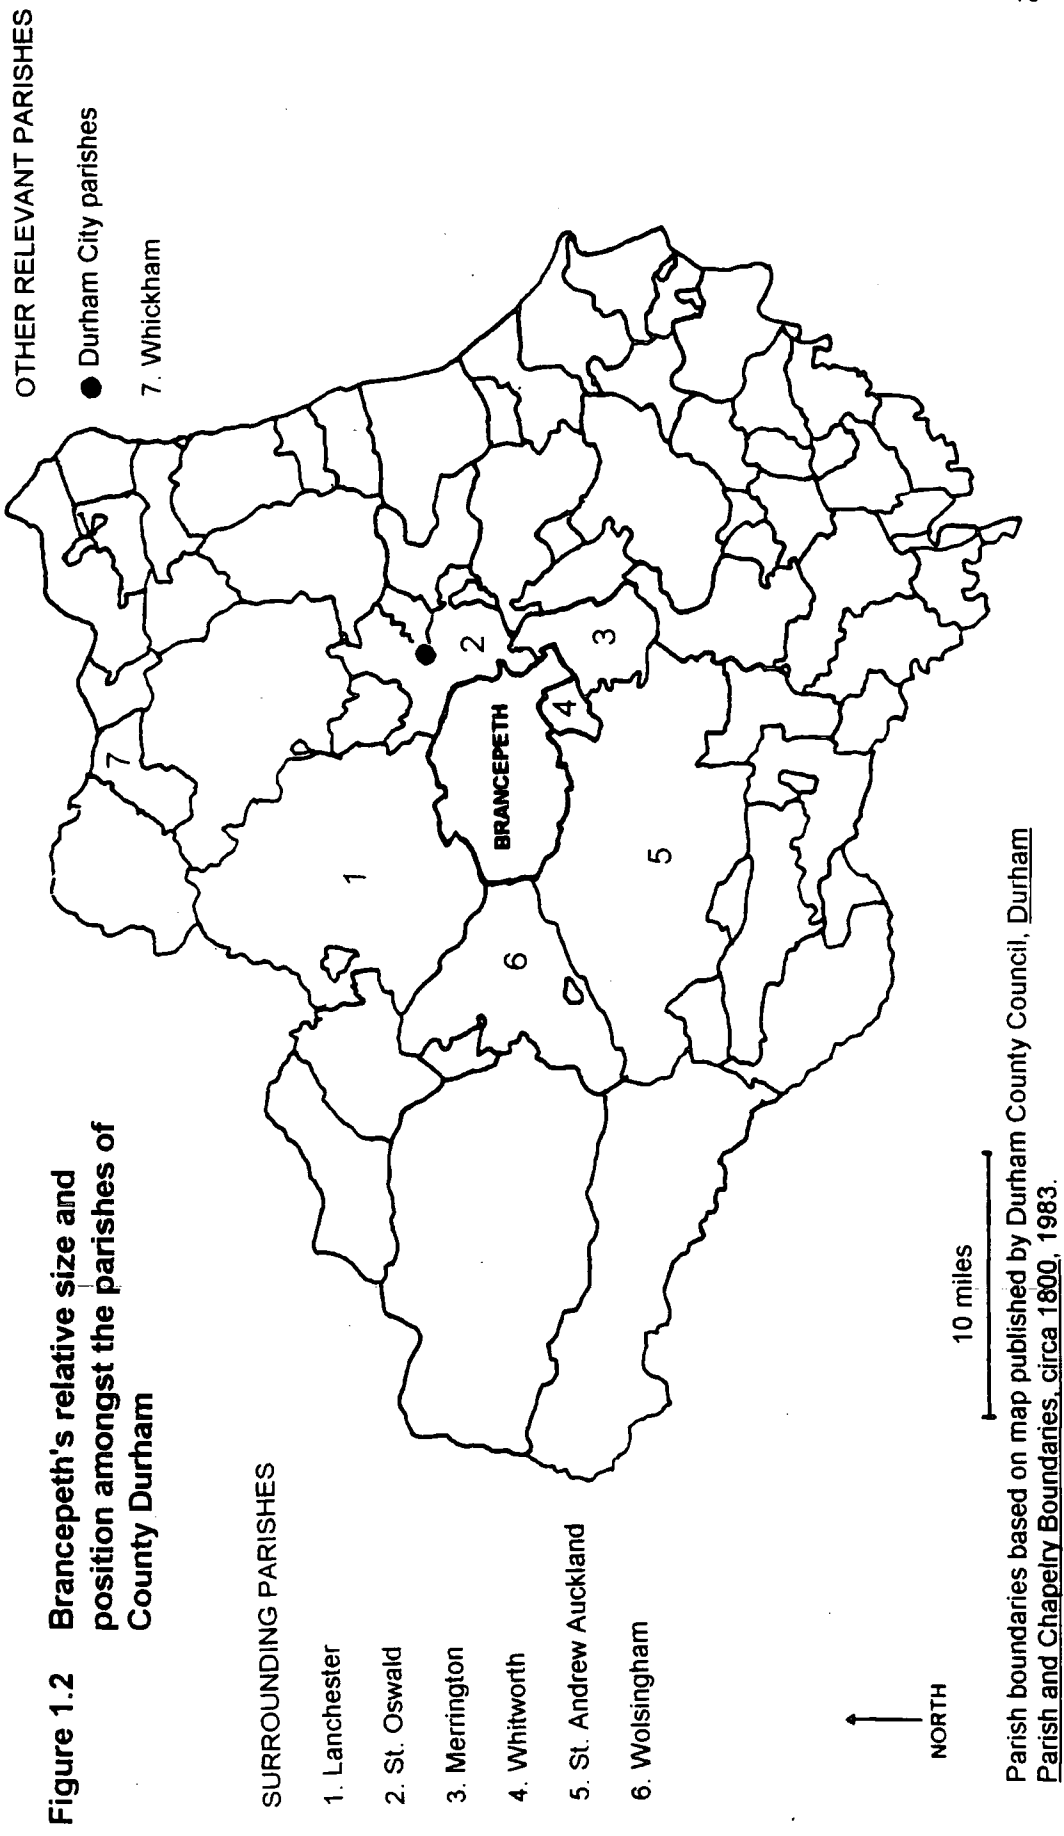 Figure 1.2 Brancepeth's relative size and
position amongst the parishes of
County Durham
OTHER RELEVANT PARISHES
● Durham City parishes
7. Whickham
SURROUNDING PARISHES
1. Lanchester
2. St. Oswald
3. Merrington
4. Whitworth
5. St. Andrew Auckland
6. Wolsingham
7
1
2
BRANCEPETH
3
4
6
5
10 miles
NORTH
Parish boundaries based on map published by Durham County Council, Durham
Parish and Chapelry Boundaries, circa 1800, 1983.